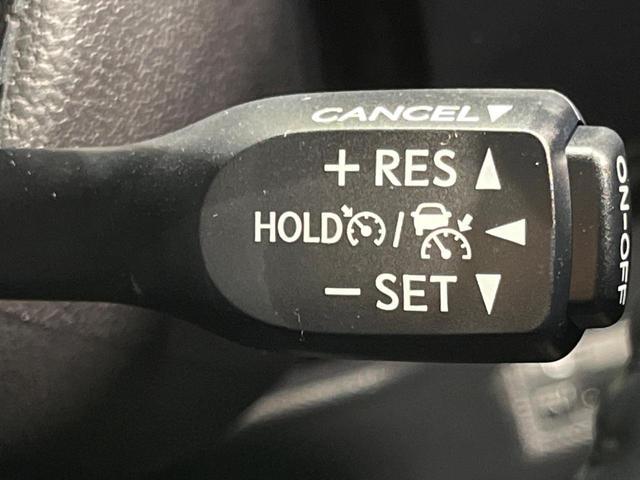 CANCEL▼
+ RES ▲
HOLD / ◀
− SET ▼
ON-OFF